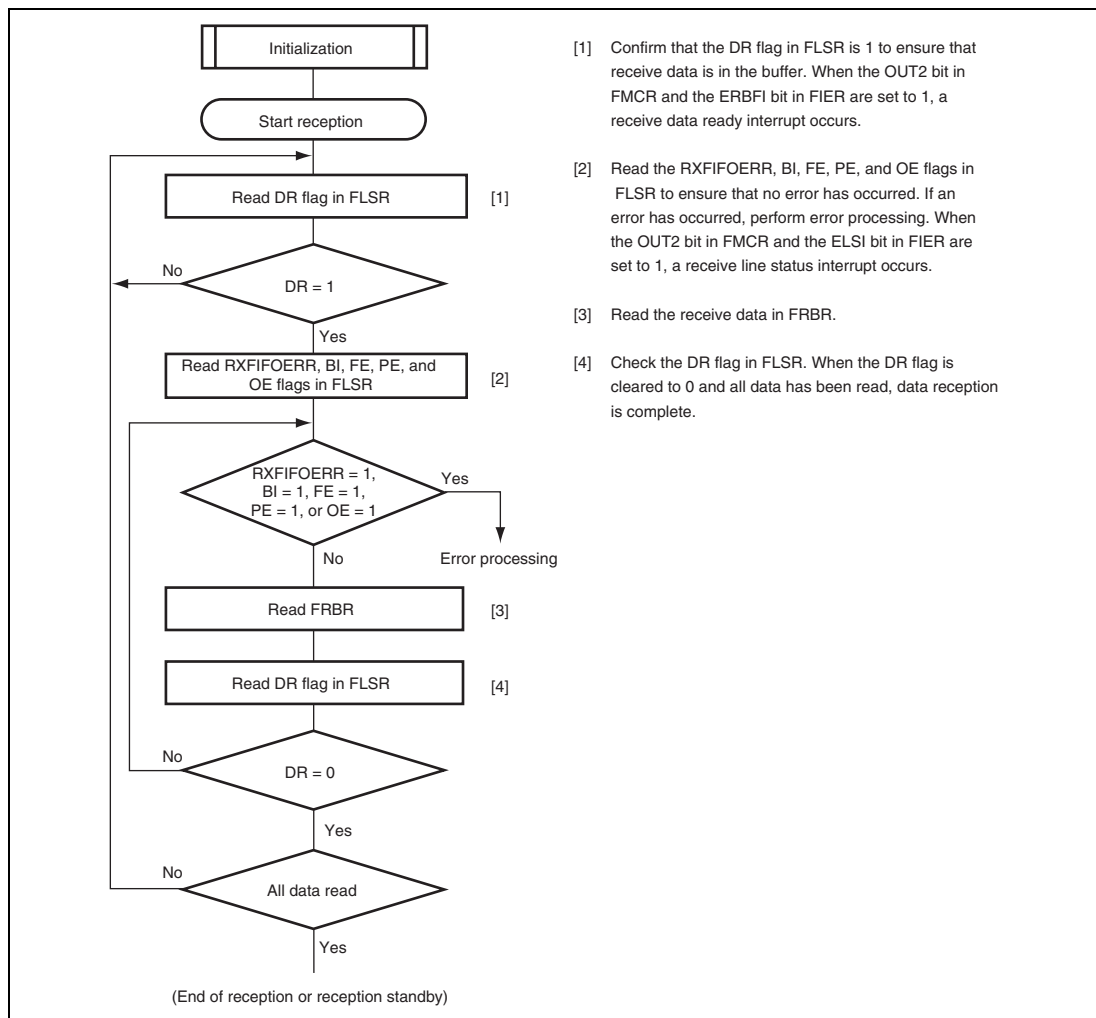 Initialization
Start reception
Read DR flag in FLSR
[1]
No
DR = 1
Yes
Read RXFIFOERR, BI, FE, PE, and
OE flags in FLSR
[2]
RXFIFOERR = 1,
BI = 1, FE = 1,
PE = 1, or OE = 1
Yes
No
Error processing
Read FRBR
[3]
Read DR flag in FLSR
[4]
No
DR = 0
Yes
No
All data read
Yes
(End of reception or reception standby)
[1] Confirm that the DR flag in FLSR is 1 to ensure that
receive data is in the buffer. When the OUT2 bit in
FMCR and the ERBFI bit in FIER are set to 1, a
receive data ready interrupt occurs.
[2] Read the RXFIFOERR, BI, FE, PE, and OE flags in
FLSR to ensure that no error has occurred. If an
error has occurred, perform error processing. When
the OUT2 bit in FMCR and the ELSI bit in FIER are
set to 1, a receive line status interrupt occurs.
[3] Read the receive data in FRBR.
[4] Check the DR flag in FLSR. When the DR flag is
cleared to 0 and all data has been read, data reception
is complete.